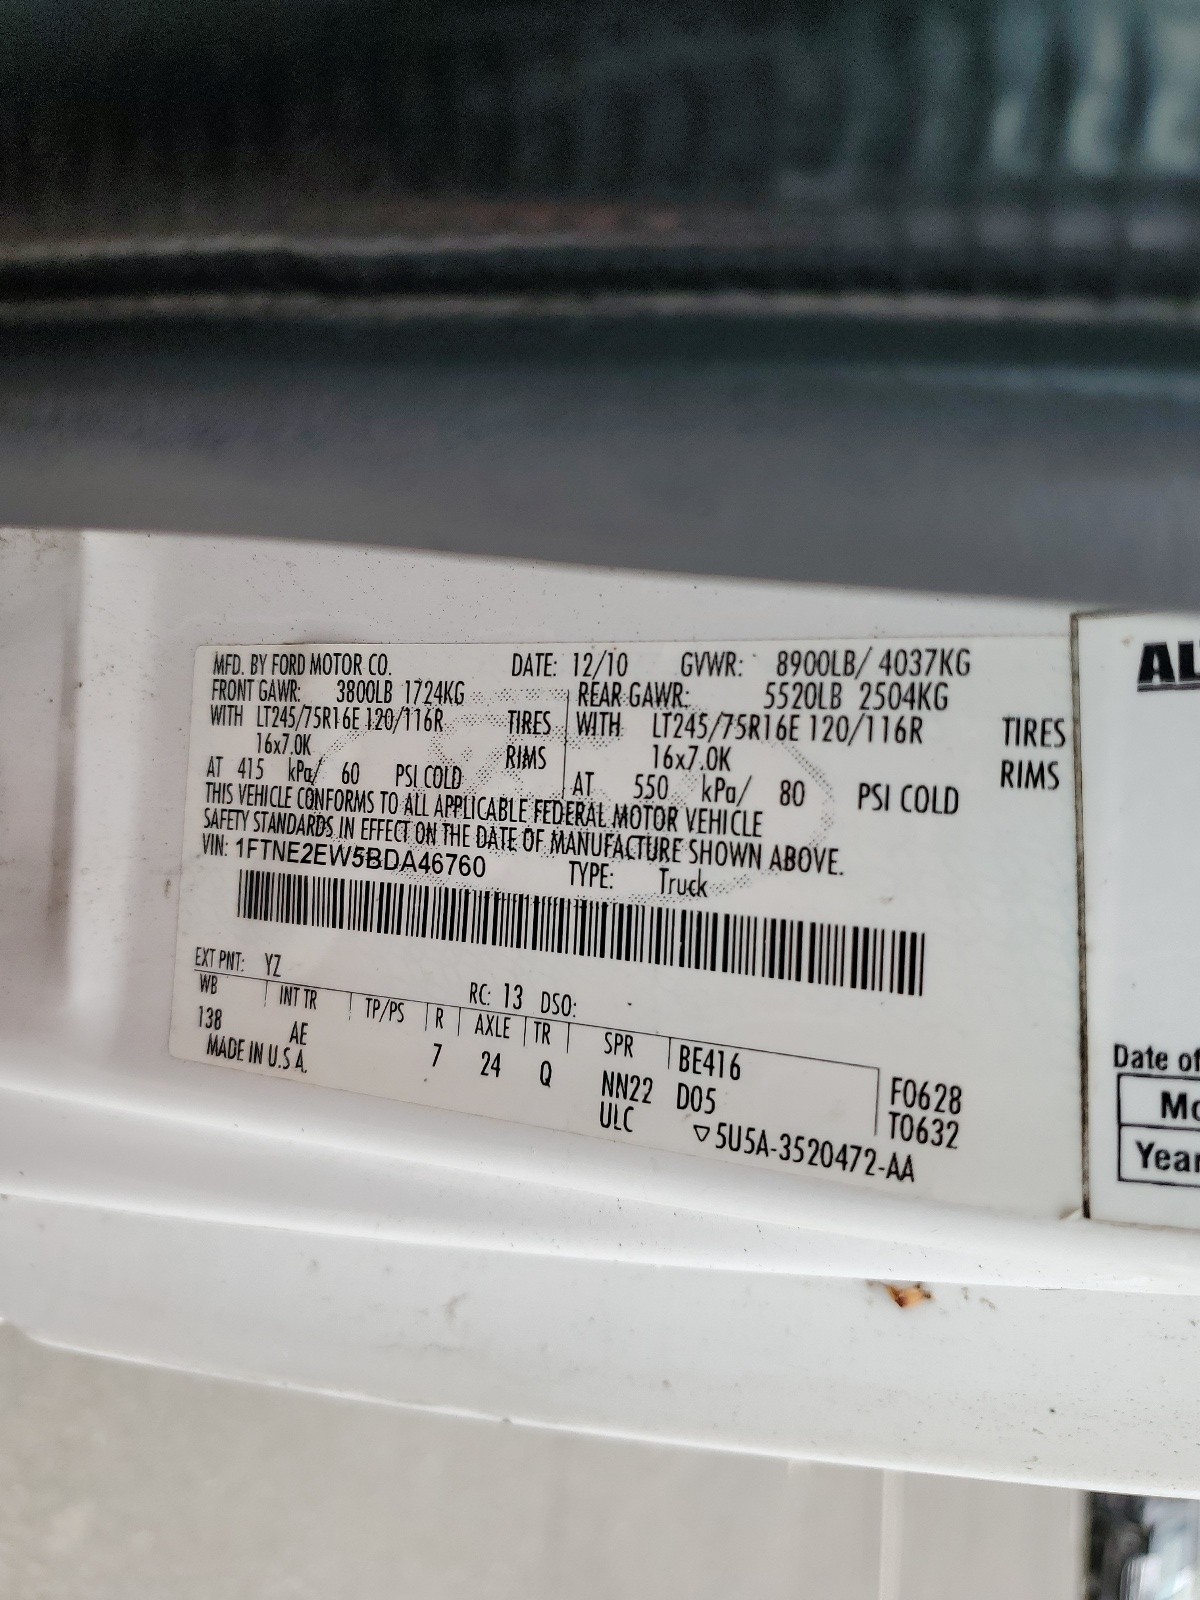 MFD. BY FORD MOTOR CO. DATE: 12/10 GVWR: 8900LB/ 4037KG
FRONT GAWR: 3800LB 1724KG REAR GAWR: 5520LB 2504KG
WITH LT245/75R16E 120/116R TIRES WITH LT245/75R16E 120/116R TIRES
16x7.0K RIMS 16x7.0K RIMS
AT 415 kPa/ 60 PSI COLD AT 550 kPa/ 80 PSI COLD
THIS VEHICLE CONFORMS TO ALL APPLICABLE FEDERAL MOTOR VEHICLE
SAFETY STANDARDS IN EFFECT ON THE DATE OF MANUFACTURE SHOWN ABOVE.
VIN: 1FTNE2EW5BDA46760 TYPE: Truck
EXT PNT: YZ RC: 13 DSO:
WB INT TR TP/PS R AXLE TR SPR BE416
138 AE 7 24 Q NN22 D05 F0628
MADE IN U.S.A. ULC ▽5U5A-3520472-AA T0632
AL
Date of
Mo
Year